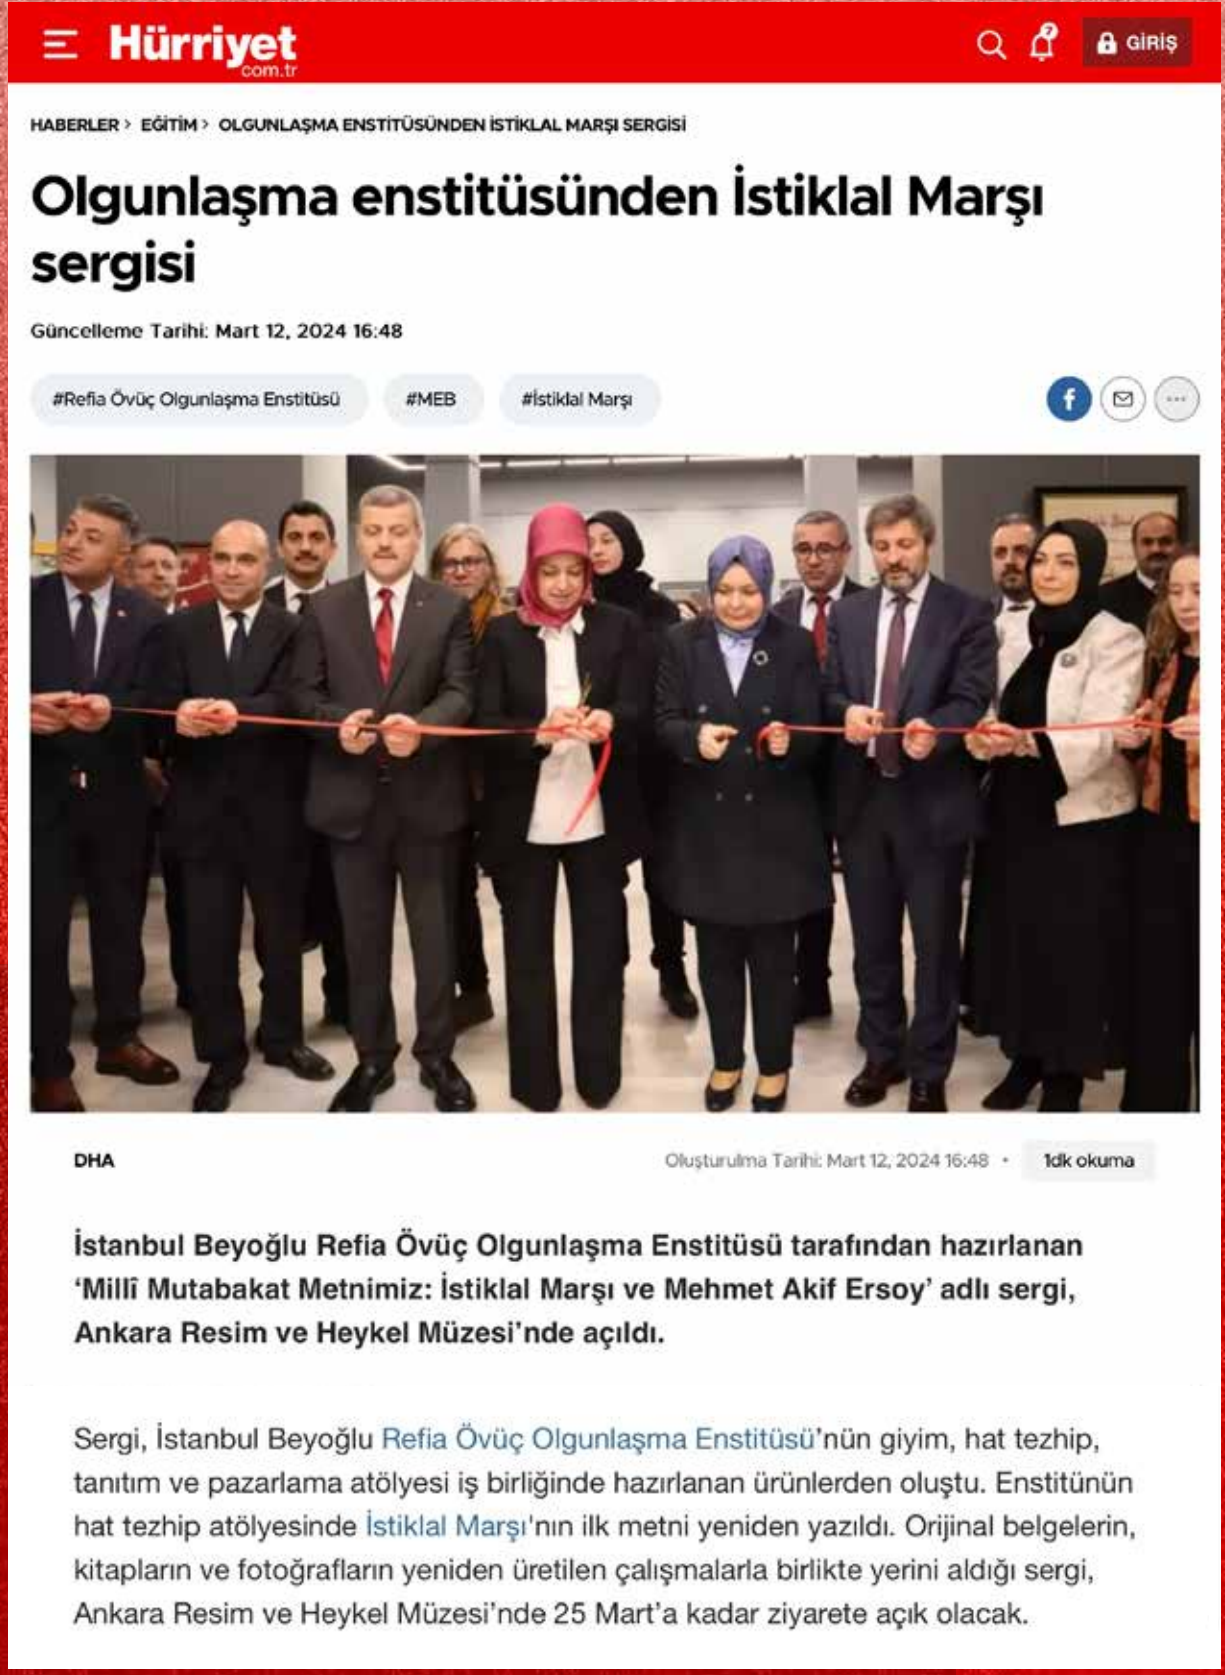 Hürriyet
com.tr
GİRİŞ
HABERLER > EĞİTİM > OLGUNLAŞMA ENSTİTÜSÜNDEN İSTİKLAL MARŞI SERGİSİ
Olgunlaşma enstitüsünden İstiklal Marşı
sergisi
Güncelleme Tarihi: Mart 12, 2024 16:48
#Refia Övüç Olgunlaşma Enstitüsü #MEB #İstiklal Marşı
DHA
Oluşturulma Tarihi: Mart 12, 2024 16:48 • 1dk okuma
İstanbul Beyoğlu Refia Övüç Olgunlaşma Enstitüsü tarafından hazırlanan
‘Millî Mutabakat Metnimiz: İstiklal Marşı ve Mehmet Akif Ersoy’ adlı sergi,
Ankara Resim ve Heykel Müzesi’nde açıldı.
Sergi, İstanbul Beyoğlu Refia Övüç Olgunlaşma Enstitüsü'nün giyim, hat tezhip,
tanıtım ve pazarlama atölyesi iş birliğinde hazırlanan ürünlerden oluştu. Enstitünün
hat tezhip atölyesinde İstiklal Marşı'nın ilk metni yeniden yazıldı. Orijinal belgelerin,
kitapların ve fotoğrafların yeniden üretilen çalışmalarla birlikte yerini aldığı sergi,
Ankara Resim ve Heykel Müzesi’nde 25 Mart’a kadar ziyarete açık olacak.